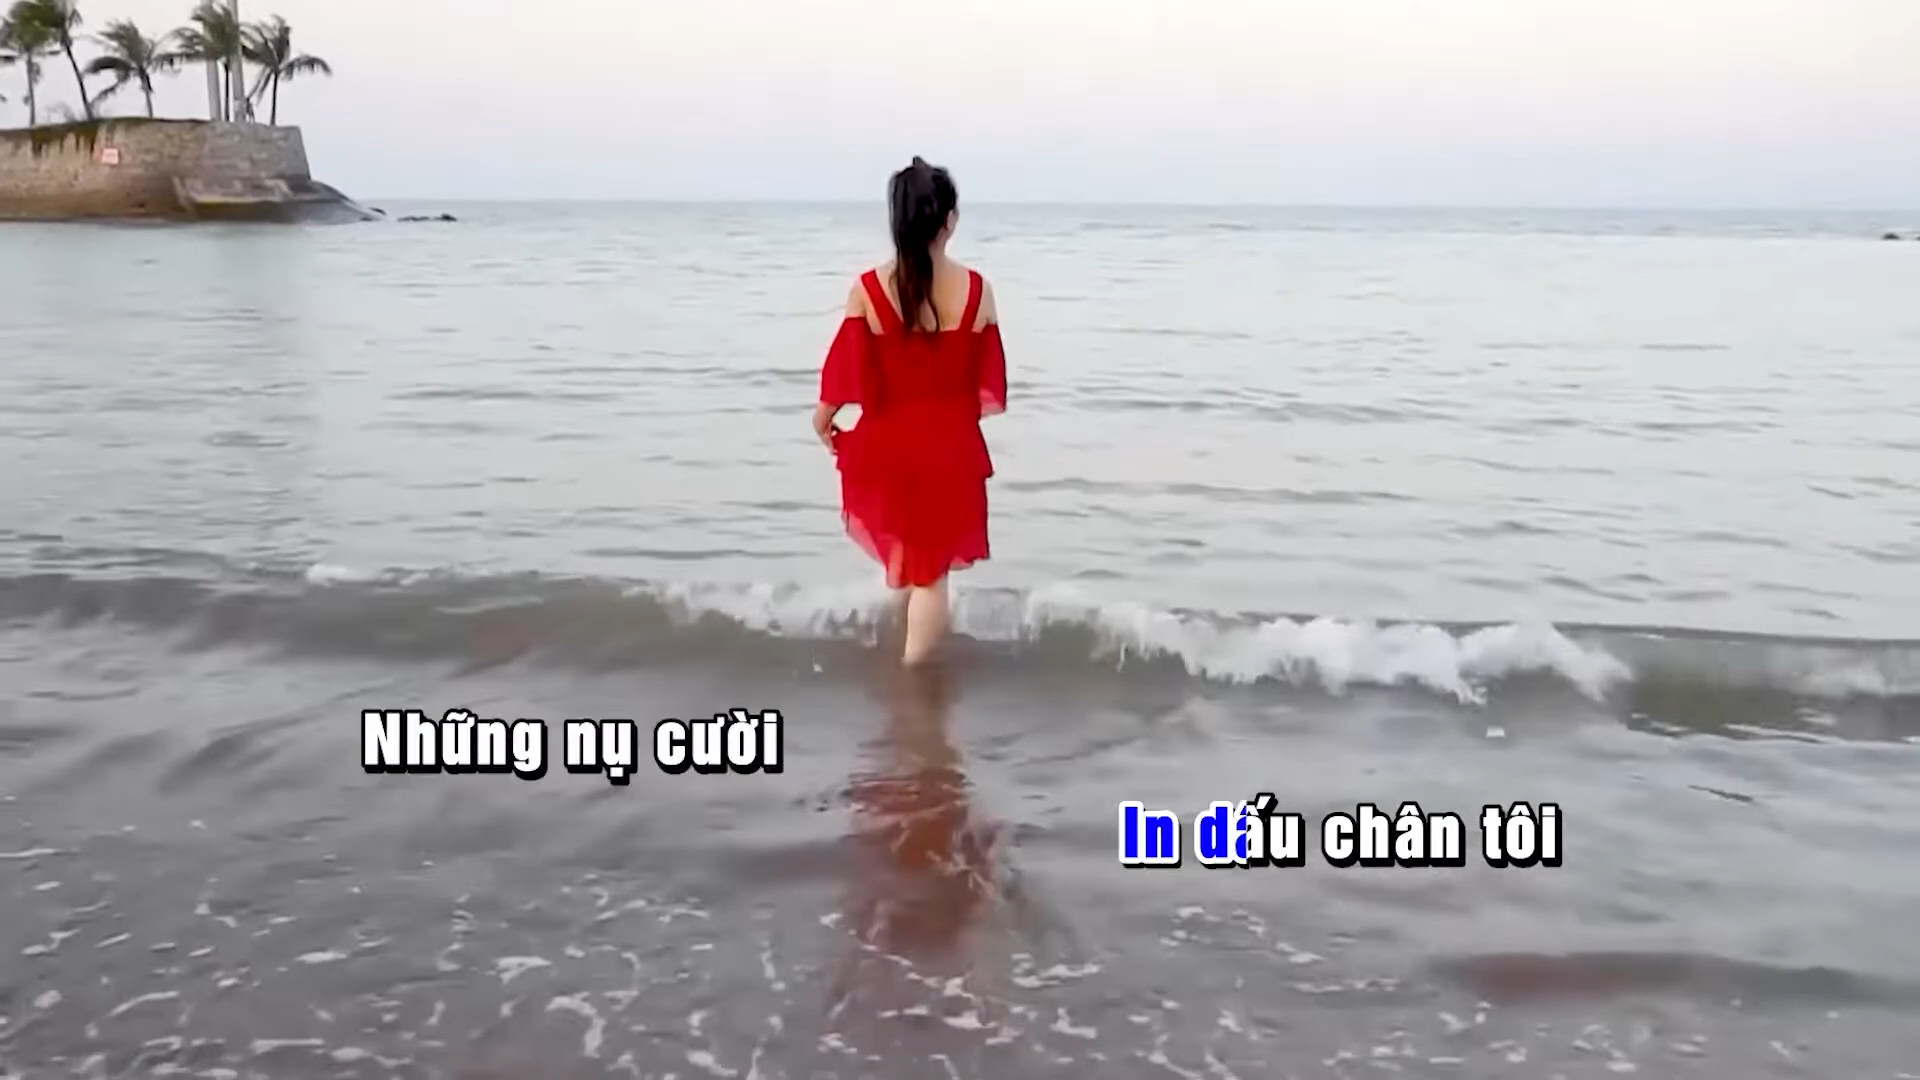 Những nụ cười
In dấu chân tôi